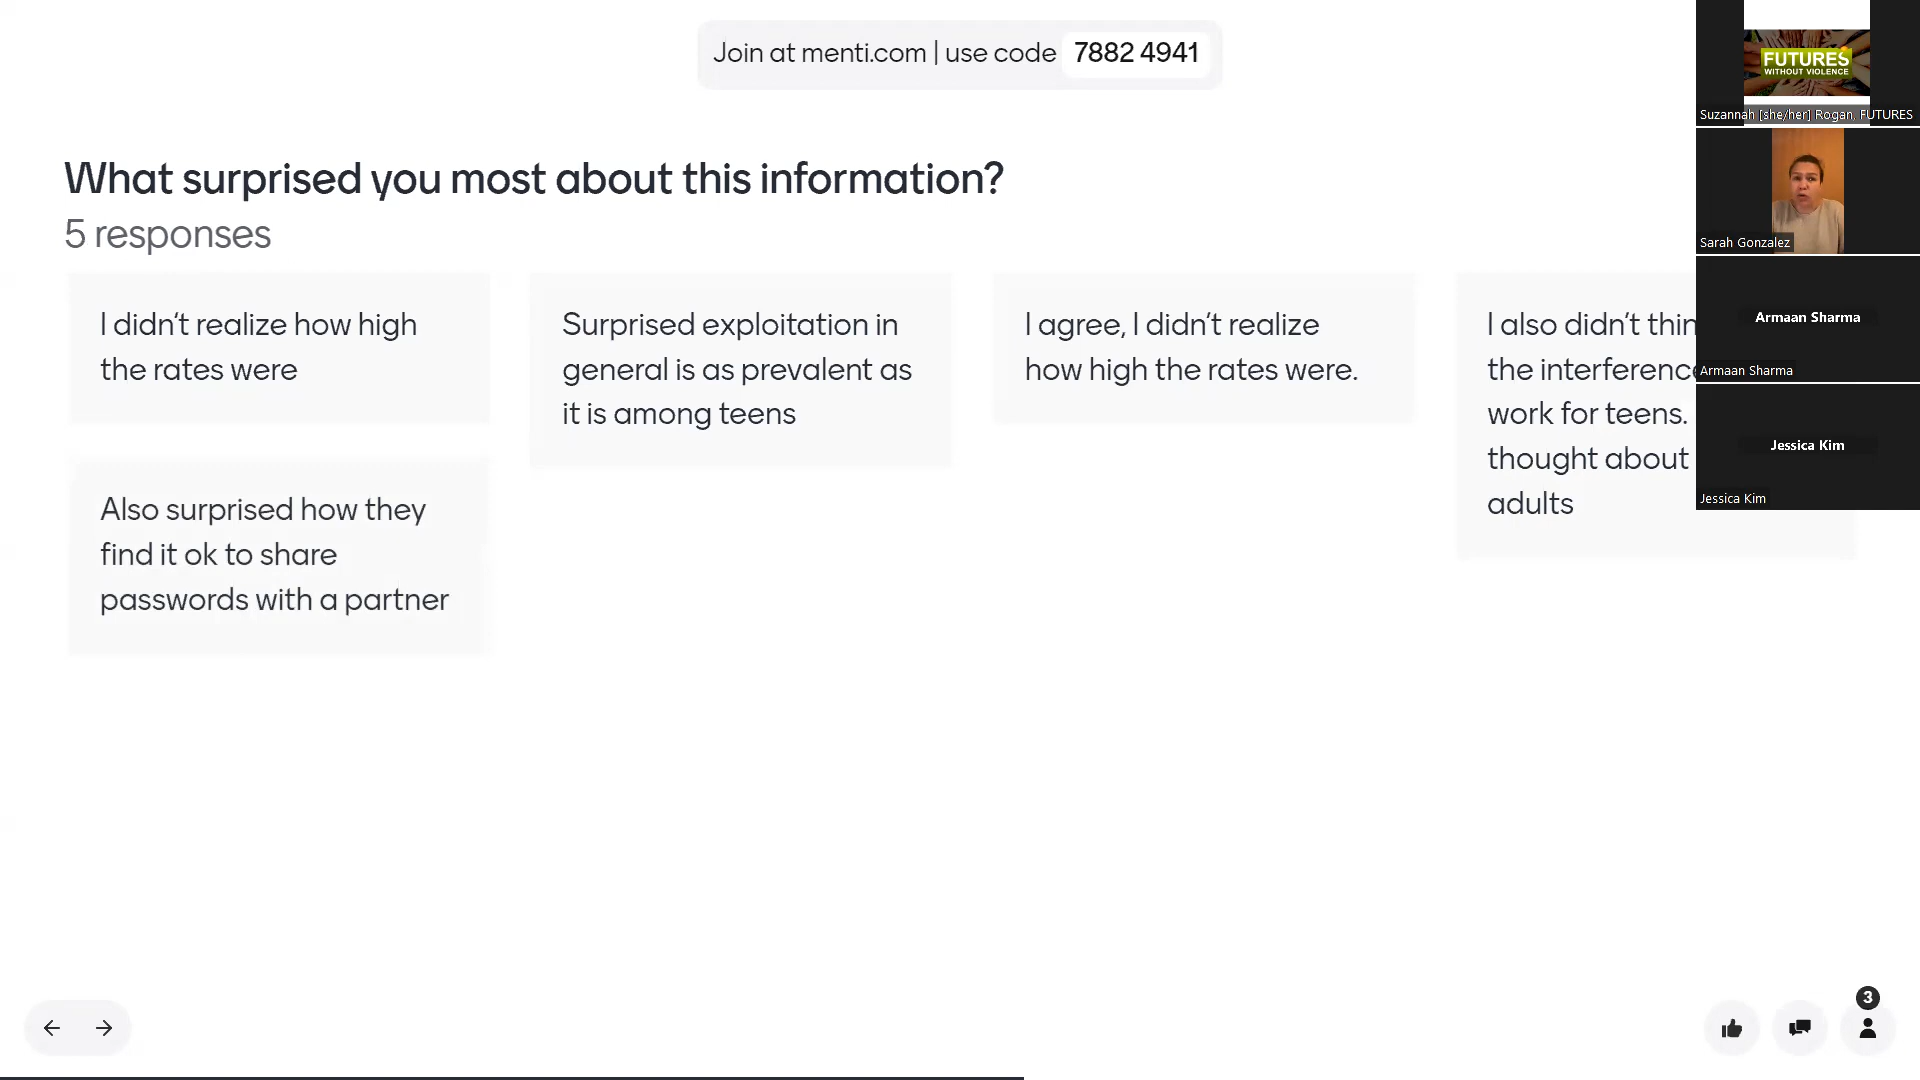 Join at menti.com | use code 7882 4941
What surprised you most about this information?
5 responses
I didn't realize how high
the rates were
Surprised exploitation in
general is as prevalent as
it is among teens
I agree, I didn't realize
how high the rates were.
I also didn't
the
work for teens.
thought about
adults
Also surprised how they
find it ok to share
passwords with a partner
FUTURES
WITHOUT VIOLENCE
Suzannah [she/her] Rogan, FUTURES
Sarah Gonzalez
Armaan Sharma
Armaan Sharma
Jessica Kim
Jessica Kim
3